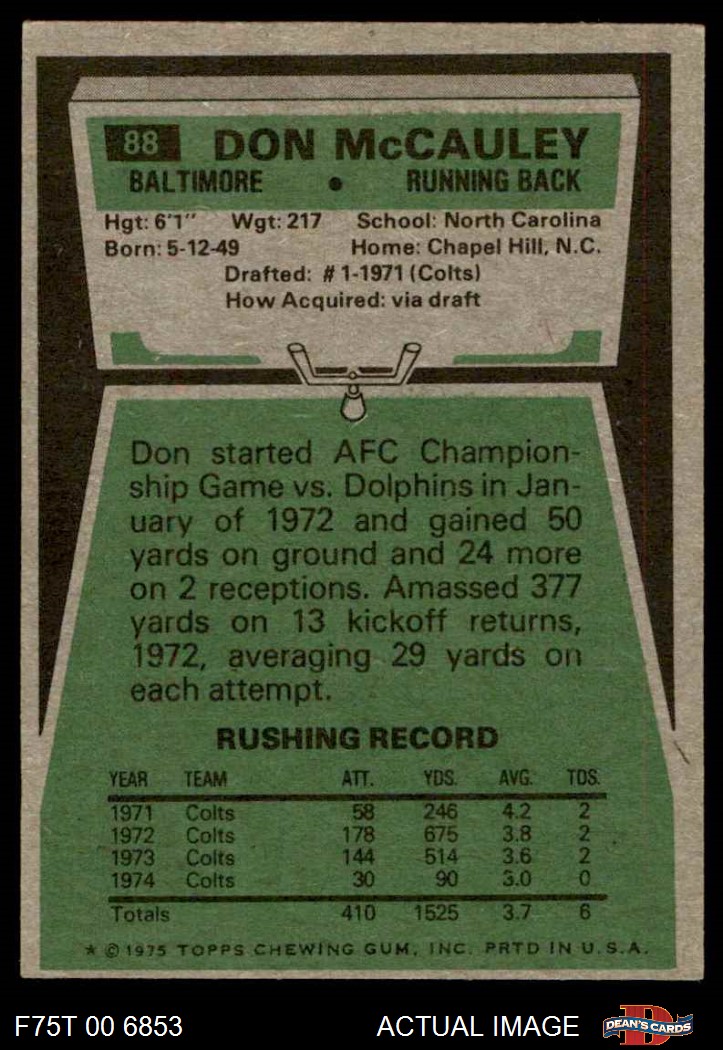 88 DON McCAULEY
BALTIMORE • RUNNING BACK
Hgt: 6'1" Wgt: 217 School: North Carolina
Born: 5-12-49 Home: Chapel Hill, N.C.
Drafted: #1-1971 (Colts)
How Acquired: via draft
Don started AFC Champion-
ship Game vs. Dolphins in Jan-
uary of 1972 and gained 50
yards on ground and 24 more
on 2 receptions. Amassed 377
yards on 13 kickoff returns,
1972, averaging 29 yards on
each attempt.
RUSHING RECORD
YEAR TEAM ATT. YDS. AVG. TDS.
1971 Colts 58 246 4.2 2
1972 Colts 178 675 3.8 2
1973 Colts 144 514 3.6 2
1974 Colts 30 90 3.0 0
Totals 410 1525 3.7 6
* © 1975 TOPPS CHEWING GUM, INC. PRTD IN U.S.A.
F75T 00 6853 ACTUAL IMAGE D DEAN'S CARDS